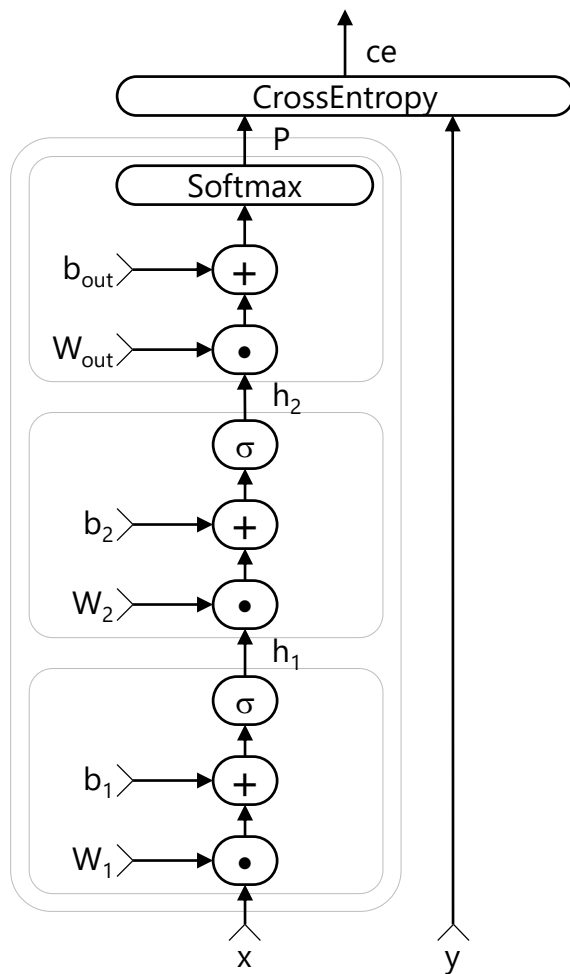 ce
CrossEntropy
P
Softmax
b_out +
W_out •
h_2
σ
b_2 +
W_2 •
h_1
σ
b_1 +
W_1 •
x y